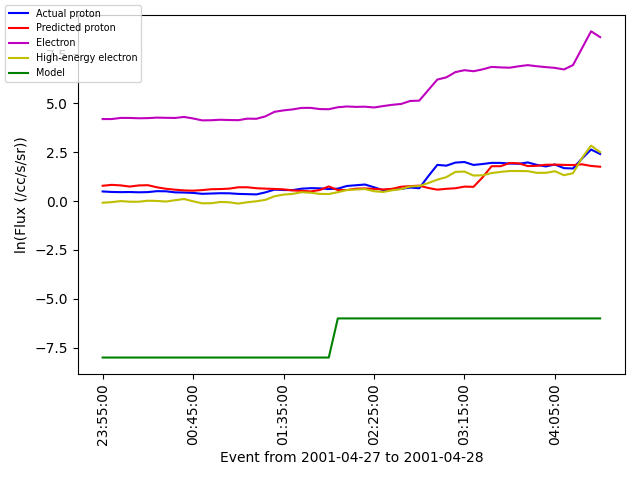 Actual proton
Predicted proton
Electron
High-energy electron
Model
7.5
5.0
2.5
0.0
−2.5
−5.0
−7.5
ln(Flux (/cc/s/sr))
23:55:00
00:45:00
01:35:00
02:25:00
03:15:00
04:05:00
Event from 2001-04-27 to 2001-04-28